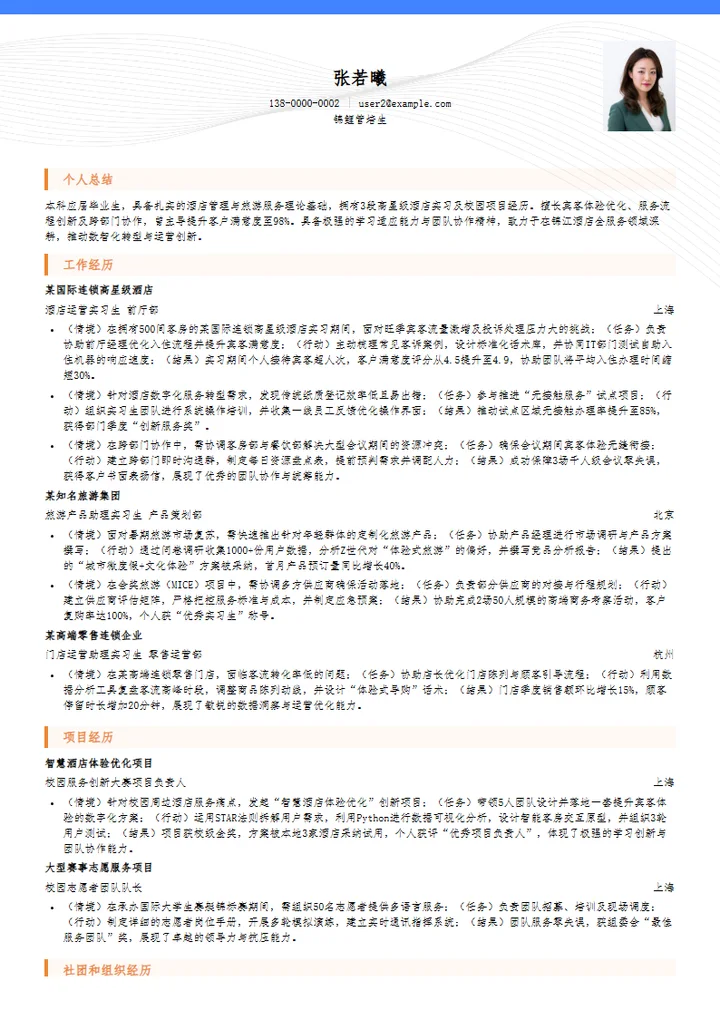 张若曦
138-0000-0002 | user2@example.com
锦鲤管培生
个人总结
本科应届毕业生，具备扎实的酒店管理与旅游服务理论基础，拥有3段高星级酒店实习及校园项目经历。擅长宾客体验优化、服务流
程创新及跨部门协作，曾主导提升客户满意度至98%。具备极强的学习适应能力与团队协作精神，致力于在锦江酒店全服务领域深
耕，推动数智化转型与运营创新。
工作经历
某国际连锁高星级酒店
酒店运营实习生 前厅部 上海
• （情境）在拥有500间客房的某国际连锁高星级酒店实习期间，面对旺季宾客流量激增及投诉处理压力大的挑战；（任务）负责
协助前厅经理优化入住流程并提升宾客满意度；（行动）主动梳理常见客诉案例，设计标准化话术库，并协同IT部门测试自助入
住机器的响应速度；（结果）实习期间个人接待宾客超人次，客户满意度评分从4.5提升至4.9，协助团队将平均入住办理时间缩
短30%。
• （情境）针对酒店数字化服务转型需求，发现传统纸质登记效率低且易出错；（任务）参与推进“无接触服务”试点项目；（行
动）组织实习生团队进行系统操作培训，并收集一线员工反馈优化操作界面；（结果）推动试点区域无接触办理率提升至85%，
获得部门季度“创新服务奖”。
• （情境）在跨部门协作中，需协调客房部与餐饮部解决大型会议期间的资源冲突；（任务）确保会议期间宾客体验无缝衔接；
（行动）建立跨部门即时沟通群，制定每日资源盘点表，提前预判需求并调配人力；（结果）成功保障3场千人级会议零失误，
获得客户书面表扬信，展现了优秀的团队协作与统筹能力。
某知名旅游集团
旅游产品助理实习生 产品策划部 北京
• （情境）面对暑期旅游市场复苏，需快速推出针对年轻群体的定制化旅游产品；（任务）协助产品经理进行市场调研与产品方案
撰写；（行动）通过问卷调研收集1000+份用户数据，分析Z世代对“体验式旅游”的偏好，并撰写竞品分析报告；（结果）提出
的“城市微度假+文化体验”方案被采纳，首月产品预订量同比增长40%。
• （情境）在会奖旅游（MICE）项目中，需协调多方供应商确保活动落地；（任务）负责部分供应商的对接与行程规划；（行动）
建立供应商评估矩阵，严格把控服务标准与成本，并制定应急预案；（结果）协助完成2场50人规模的高端商务考察活动，客户
复购率达100%，个人获“优秀实习生”称号。
某高端零售连锁企业
门店运营助理实习生 零售运营部 杭州
• （情境）在某高端连锁零售门店，面临客流转化率低的问题；（任务）协助店长优化门店陈列与顾客引导流程；（行动）利用数
据分析工具复盘客流高峰时段，调整商品陈列动线，并设计“体验式导购”话术；（结果）门店季度销售额环比增长15%，顾客
停留时长增加20分钟，展现了敏锐的数据洞察与运营优化能力。
项目经历
智慧酒店体验优化项目
校园服务创新大赛项目负责人 上海
• （情境）针对校园周边酒店服务痛点，发起“智慧酒店体验优化”创新项目；（任务）带领5人团队设计并落地一套提升宾客体
验的数字化方案；（行动）运用STAR法则拆解用户需求，利用Python进行数据可视化分析，设计智能客房交互原型，并组织3轮
用户测试；（结果）项目获校级金奖，方案被本地3家酒店采纳试用，个人获评“优秀项目负责人”，体现了极强的学习创新与
团队协作能力。
大型赛事志愿服务项目
校园志愿者团队队长 上海
• （情境）在承办国际大学生赛艇锦标赛期间，需组织50名志愿者提供多语言服务；（任务）负责团队招募、培训及现场调度；
（行动）制定详细的志愿者岗位手册，开展多轮模拟演练，建立实时通讯指挥系统；（结果）团队服务零失误，获组委会“最佳
服务团队”奖，展现了卓越的领导力与抗压能力。
社团和组织经历